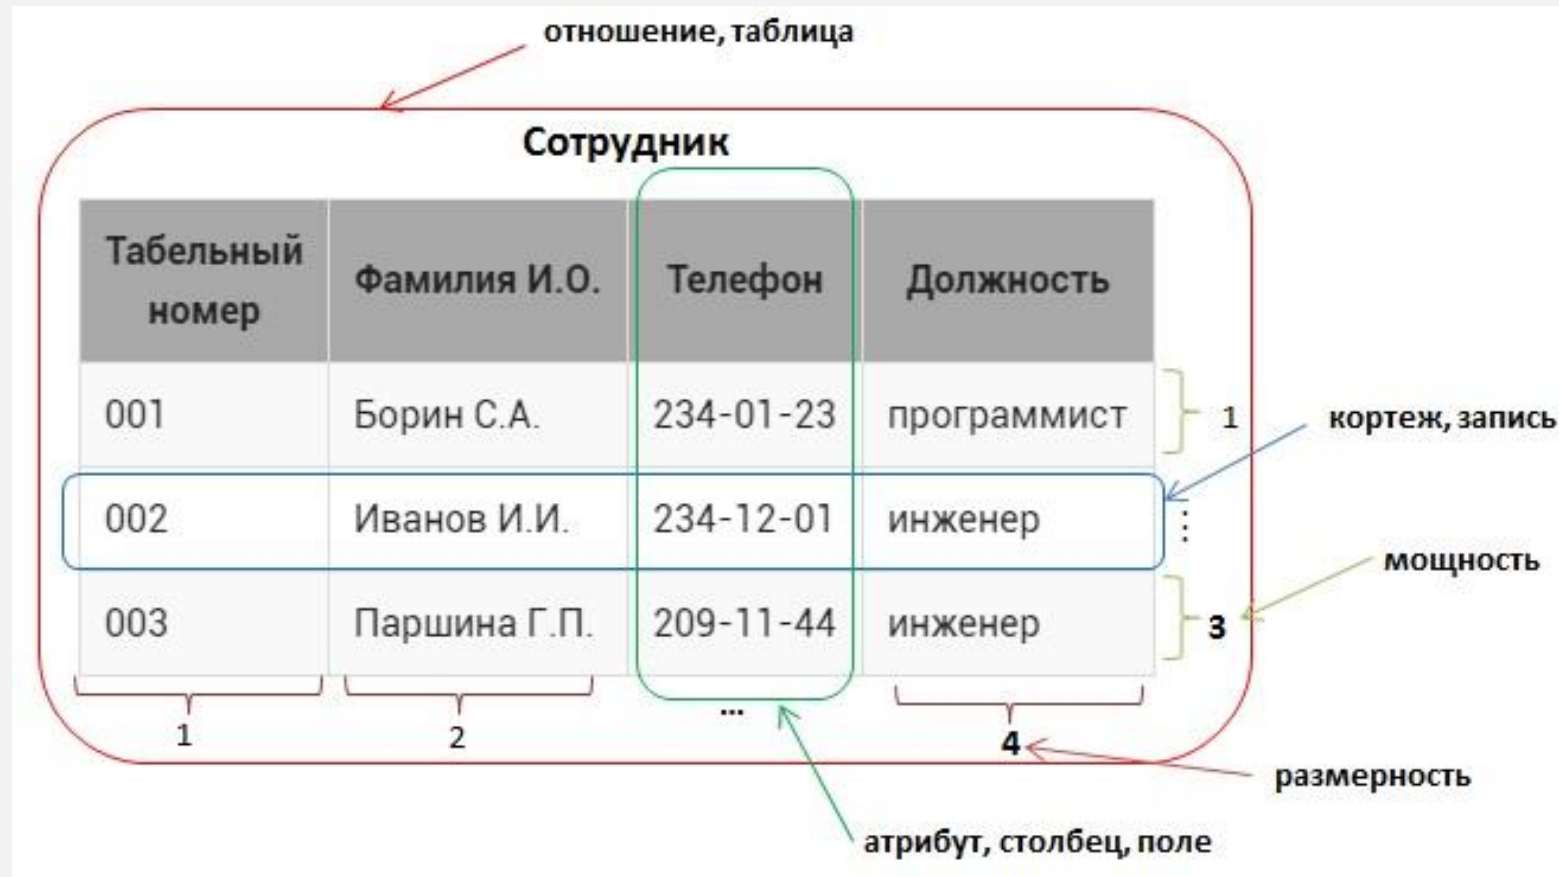 отношение, таблица
Сотрудник
Табельный номер
Фамилия И.О.
Телефон
Должность
001 Борин С.А. 234-01-23 программист 1
кортеж, запись
002 Иванов И.И. 234-12-01 инженер ...
мощность
003 Паршина Г.П. 209-11-44 инженер 3
1 2 ... 4
размерность
атрибут, столбец, поле